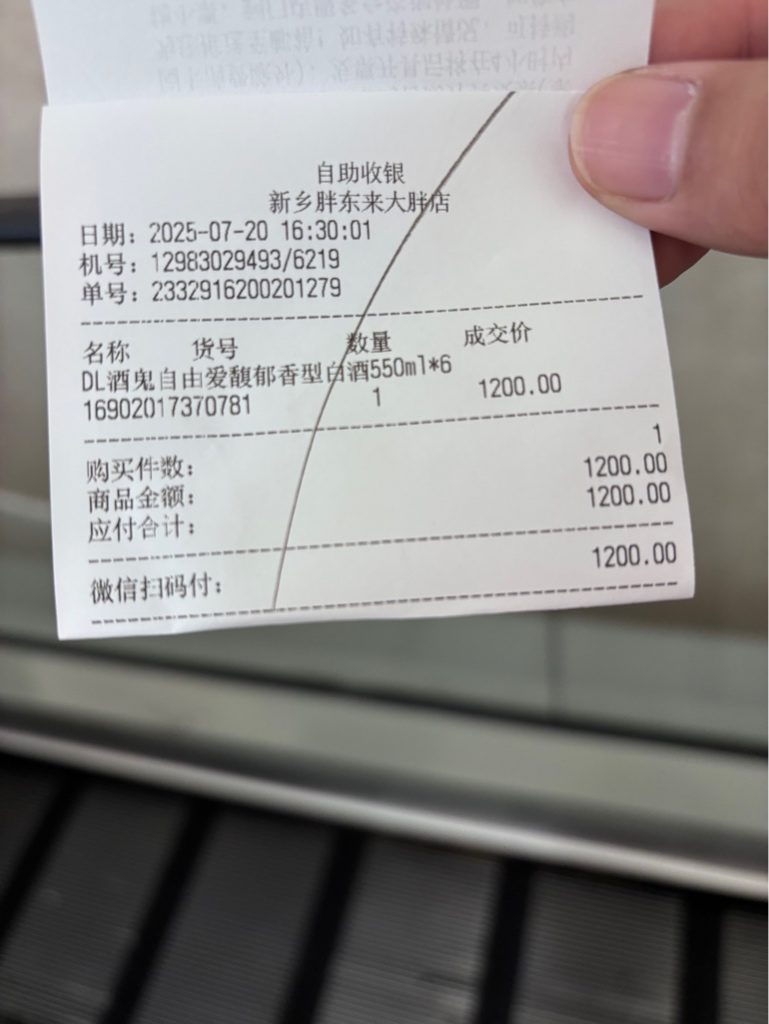 自助收银
新乡胖东来大胖店
日期：2025-07-20 16:30:01
机号：12983029493/6219
单号：2332916200201279
名称 货号 数量 成交价
DL酒鬼自由爱馥郁香型白酒550ml*6
16902017370781 1 1200.00
购买件数： 1
商品金额： 1200.00
应付合计： 1200.00
微信扫码付： 1200.00